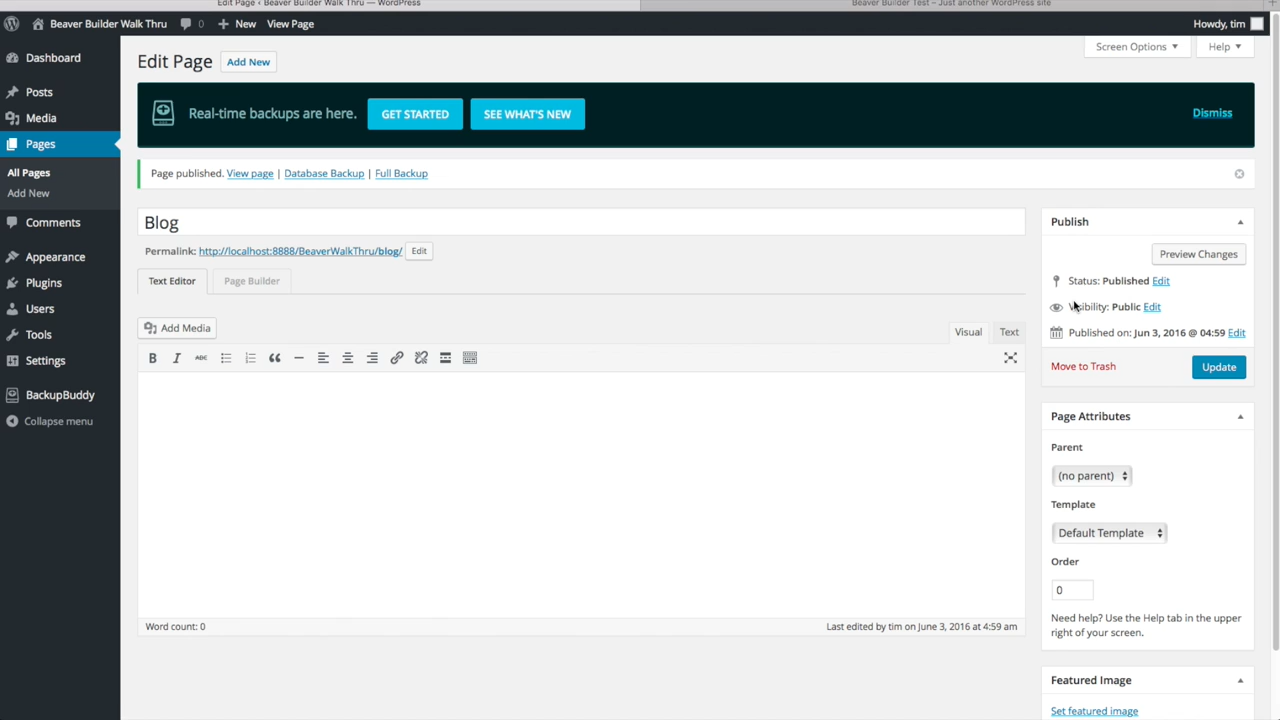 Edit Page ‹ Beaver Builder Walk Thru — WordPress
Beaver Builder Test – Just another WordPress site
Beaver Builder Walk Thru 0 New View Page Howdy, tim
Screen Options Help
Edit Page Add New
Real-time backups are here. GET STARTED SEE WHAT'S NEW Dismiss
Page published. View page | Database Backup | Full Backup
Dashboard
Posts
Media
Pages
All Pages
Add New
Comments
Appearance
Plugins
Users
Tools
Settings
BackupBuddy
Collapse menu
Blog
Permalink: http://localhost:8888/BeaverWalkThru/blog/ Edit
Text Editor Page Builder
Add Media Visual Text
B I ABC
Word count: 0 Last edited by tim on June 3, 2016 at 4:59 am
Publish
Preview Changes
Status: Published Edit
Visibility: Public Edit
Published on: Jun 3, 2016 @ 04:59 Edit
Move to Trash Update
Page Attributes
Parent
(no parent)
Template
Default Template
Order
0
Need help? Use the Help tab in the upper
right of your screen.
Featured Image
Set featured image